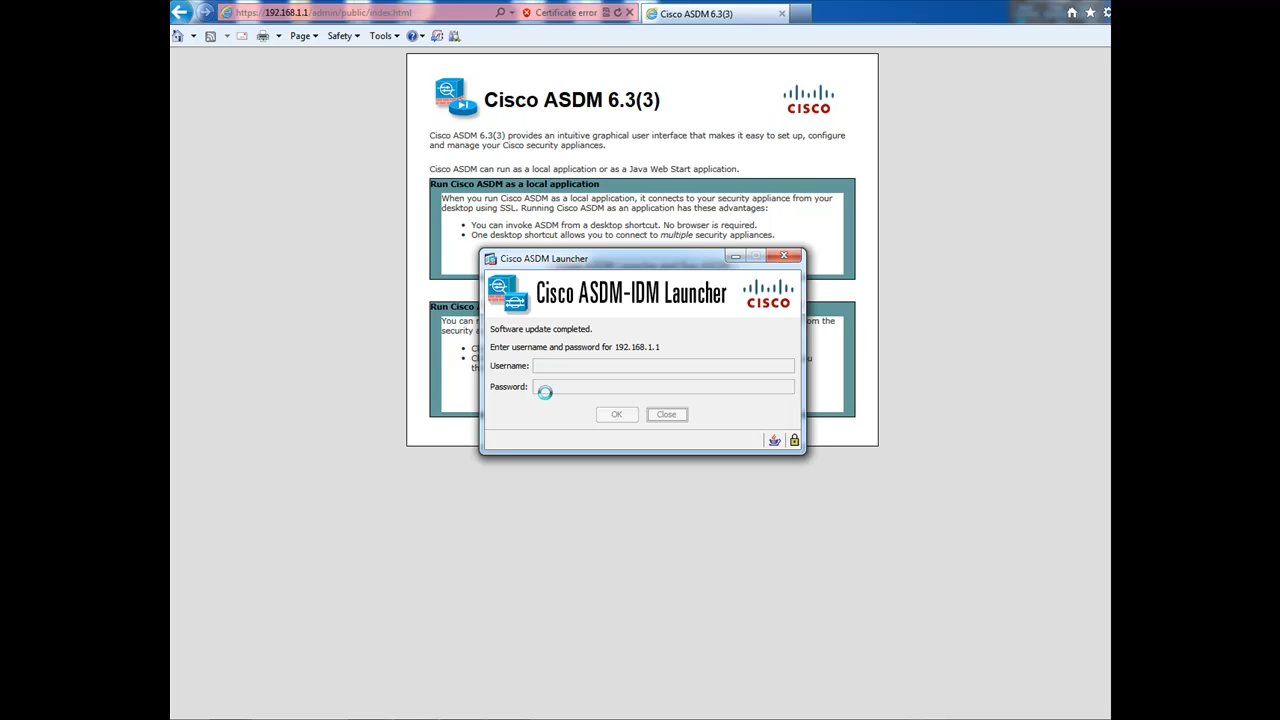 https://192.168.1.1/admin/public/index.html
Certificate error
Cisco ASDM 6.3(3)
Page
Safety
Tools
Cisco ASDM 6.3(3)
CISCO
Cisco ASDM 6.3(3) provides an intuitive graphical user interface that makes it easy to set up, configure
and manage your Cisco security appliances.
Cisco ASDM can run as a local application or as a Java Web Start application.
Run Cisco ASDM as a local application
When you run Cisco ASDM as a local application, it connects to your security appliance from your
desktop using SSL. Running Cisco ASDM as an application has these advantages:
• You can invoke ASDM from a desktop shortcut. No browser is required.
• One desktop shortcut allows you to connect to multiple security appliances.
Cisco ASDM Launcher
Cisco ASDM-IDM Launcher
CISCO
Run Cisco
You can
om the
security
Software update completed.
Enter username and password for 192.168.1.1
Username:
Password:
OK
Close